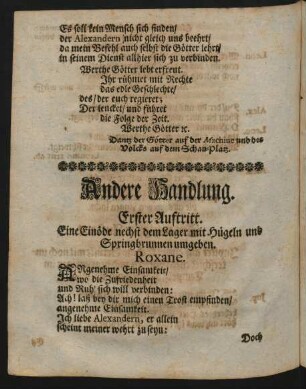 Es soll kein Mensch sich finden/
der Alexandern nicht gleich uns beehrt/
da mein Befehl auch selbst die Götter lehrt/
in seinem Dienst allhier sich zu verbinden.
Werthe Götter lebt erfreut.
Ihr rühmet mit Rechte
das edle Geschlechte/
des/ der euch regieret;
Der lencket/ und führet
die Folge der Zeit.
Werthe Götter ꝛc.
Dantz der Götter auf der Machine und des
Volcks auf dem Schau-Platz.
Andere Handlung.
Erster Auftritt.
Eine Einöde nechst dem Lager mit Hügeln und
Springbrunnen umgeben.
Roxane.
ANgenehme Einsamkeit/
wo die Zufriedenheit
und Ruh' sich will verbinden:
Ach! laß bey dir mich einen Trost empfinden/
angenehme Einsamkeit.
Ich liebe Alexandern, er allein
scheint meiner wehrt zu seyn:
Doch